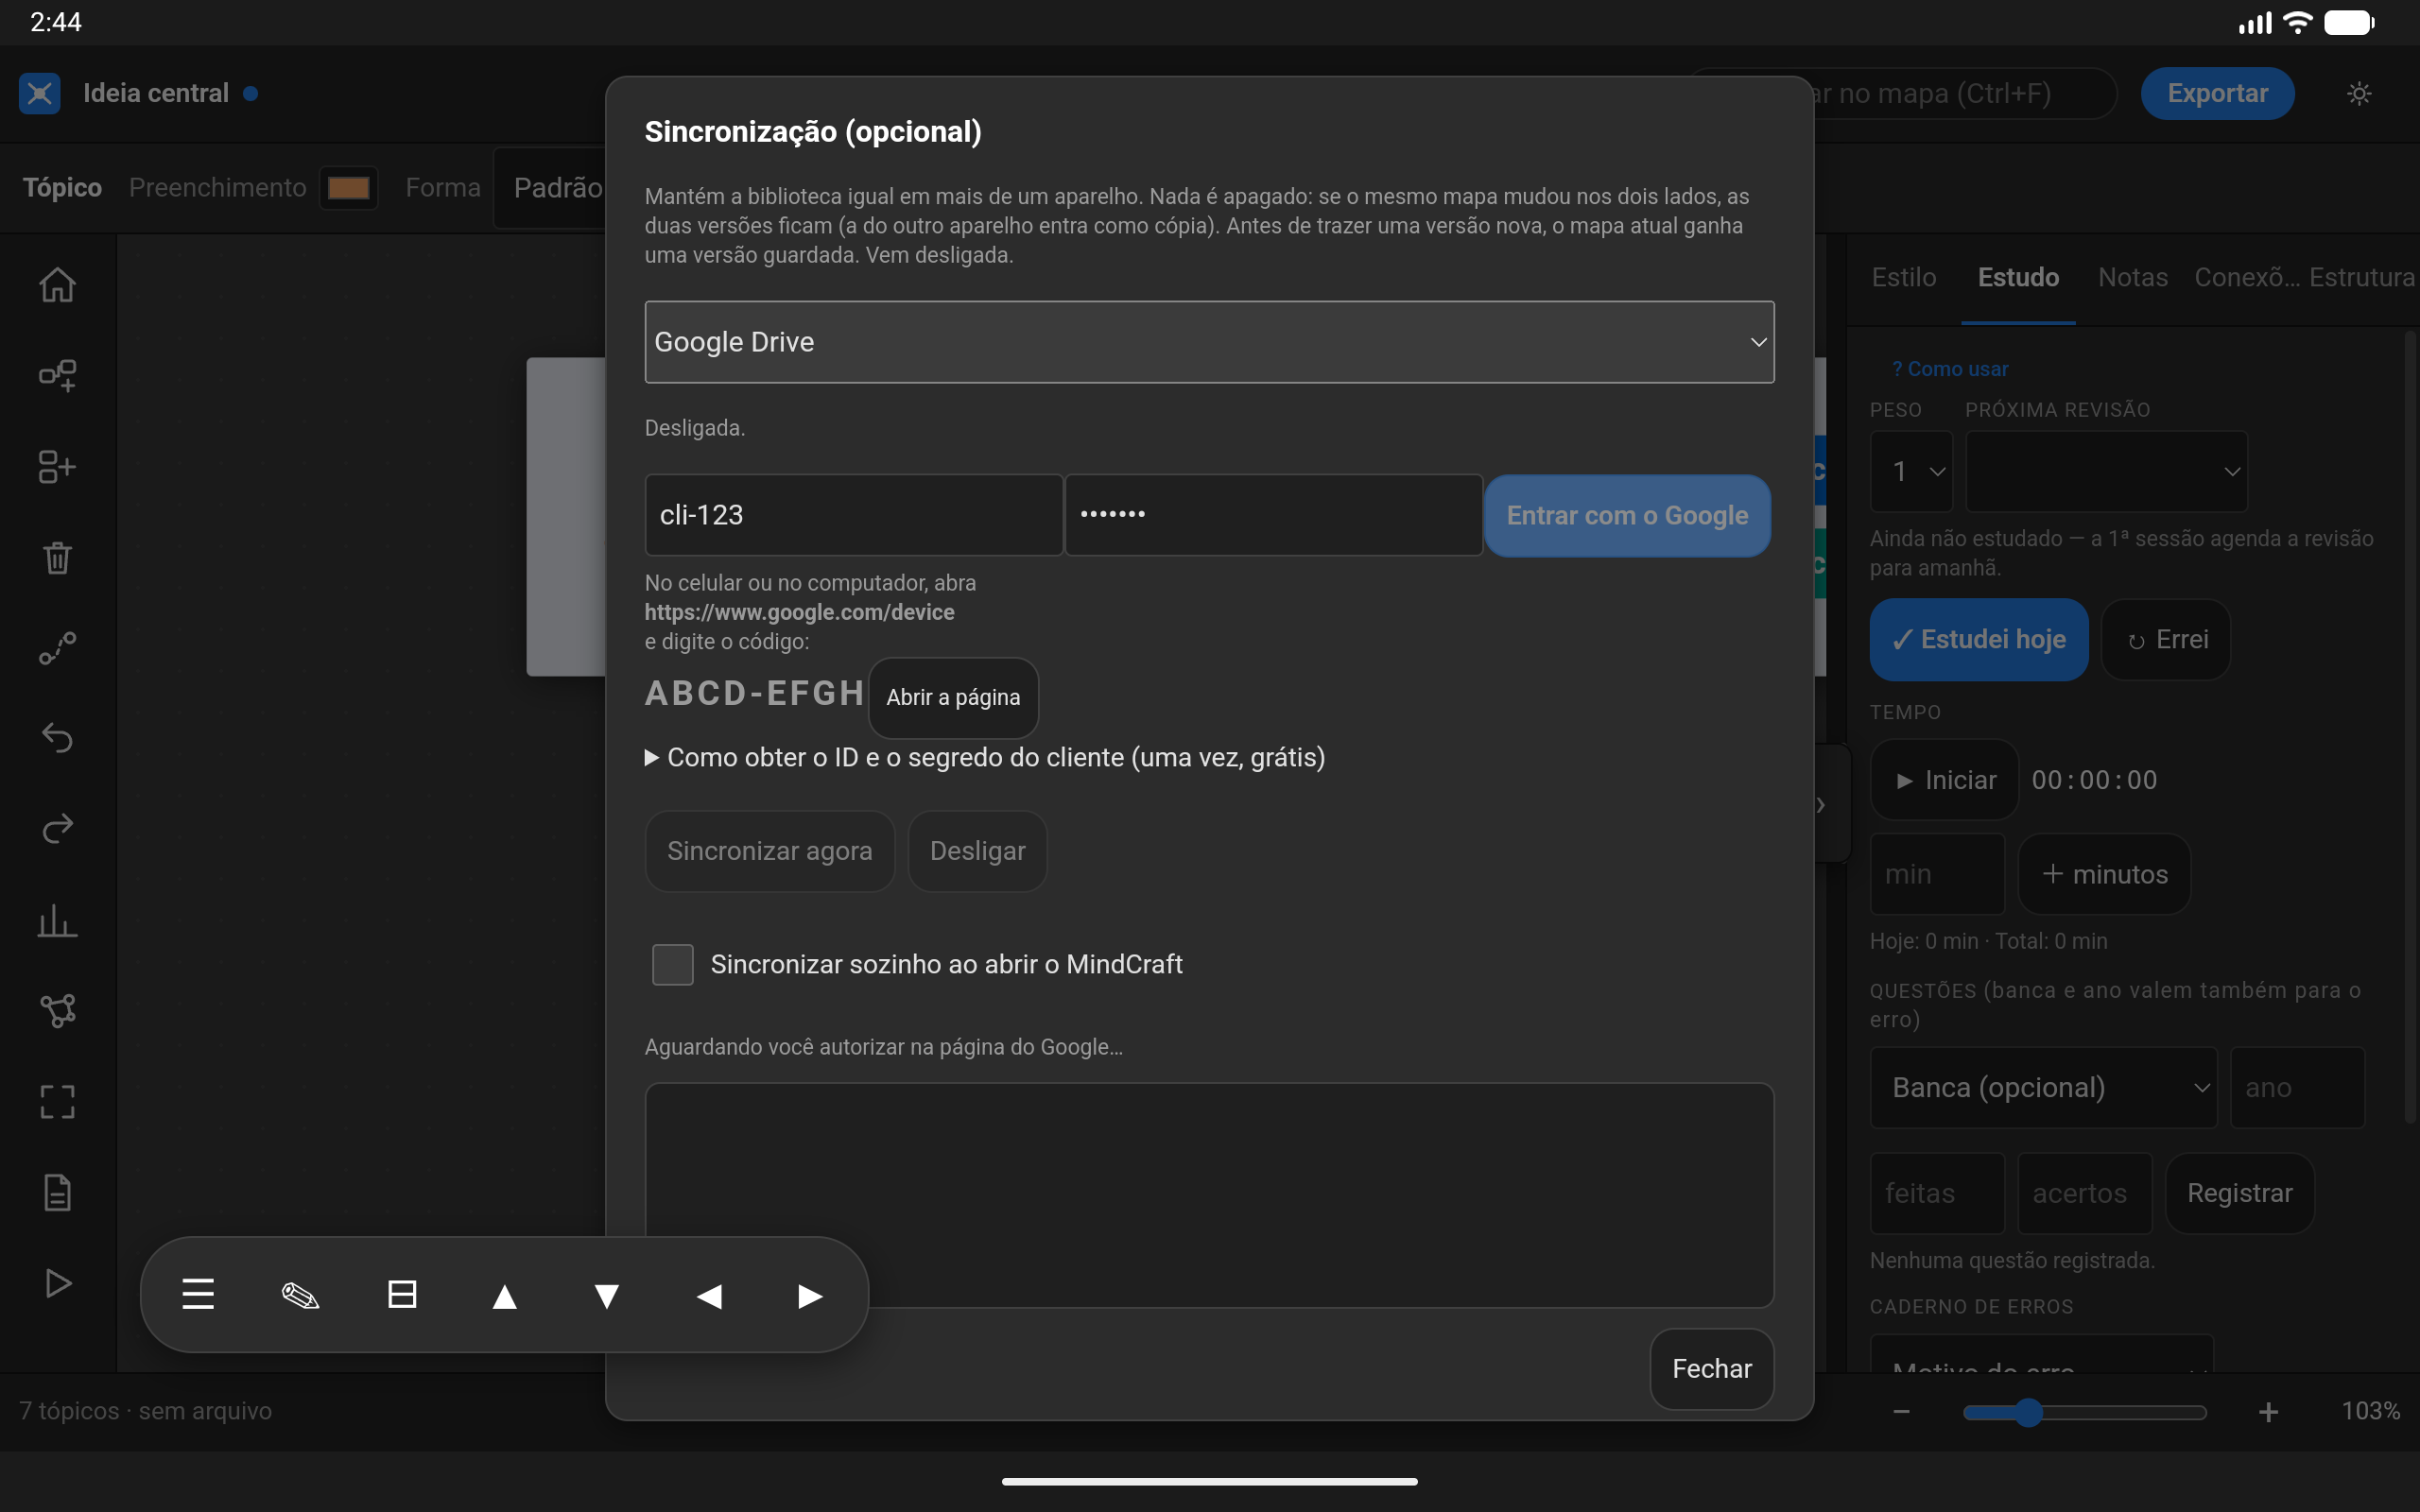 2:44
Ideia central
ar no mapa (Ctrl+F)
Exportar
Tópico Preenchimento Forma Padrão
Sincronização (opcional)
Mantém a biblioteca igual em mais de um aparelho. Nada é apagado: se o mesmo mapa mudou nos dois lados, as
duas versões ficam (a do outro aparelho entra como cópia). Antes de trazer uma versão nova, o mapa atual ganha
uma versão guardada. Vem desligada.
Google Drive
Desligada.
cli-123
•••••••
Entrar com o Google
No celular ou no computador, abra
https://www.google.com/device
e digite o código:
ABCD-EFGH
Abrir a página
Como obter o ID e o segredo do cliente (uma vez, grátis)
Sincronizar agora
Desligar
Sincronizar sozinho ao abrir o MindCraft
Aguardando você autorizar na página do Google…
Fechar
Estilo Estudo Notas Conexõ… Estrutura
? Como usar
PESO PRÓXIMA REVISÃO
1
Ainda não estudado — a 1ª sessão agenda a revisão
para amanhã.
✓ Estudei hoje
↻ Errei
TEMPO
► Iniciar
00:00:00
min
+ minutos
Hoje: 0 min · Total: 0 min
QUESTÕES (banca e ano valem também para o
erro)
Banca (opcional)
ano
feitas
acertos
Registrar
Nenhuma questão registrada.
CADERNO DE ERROS
Motivo do erro
7 tópicos · sem arquivo
− + 103%